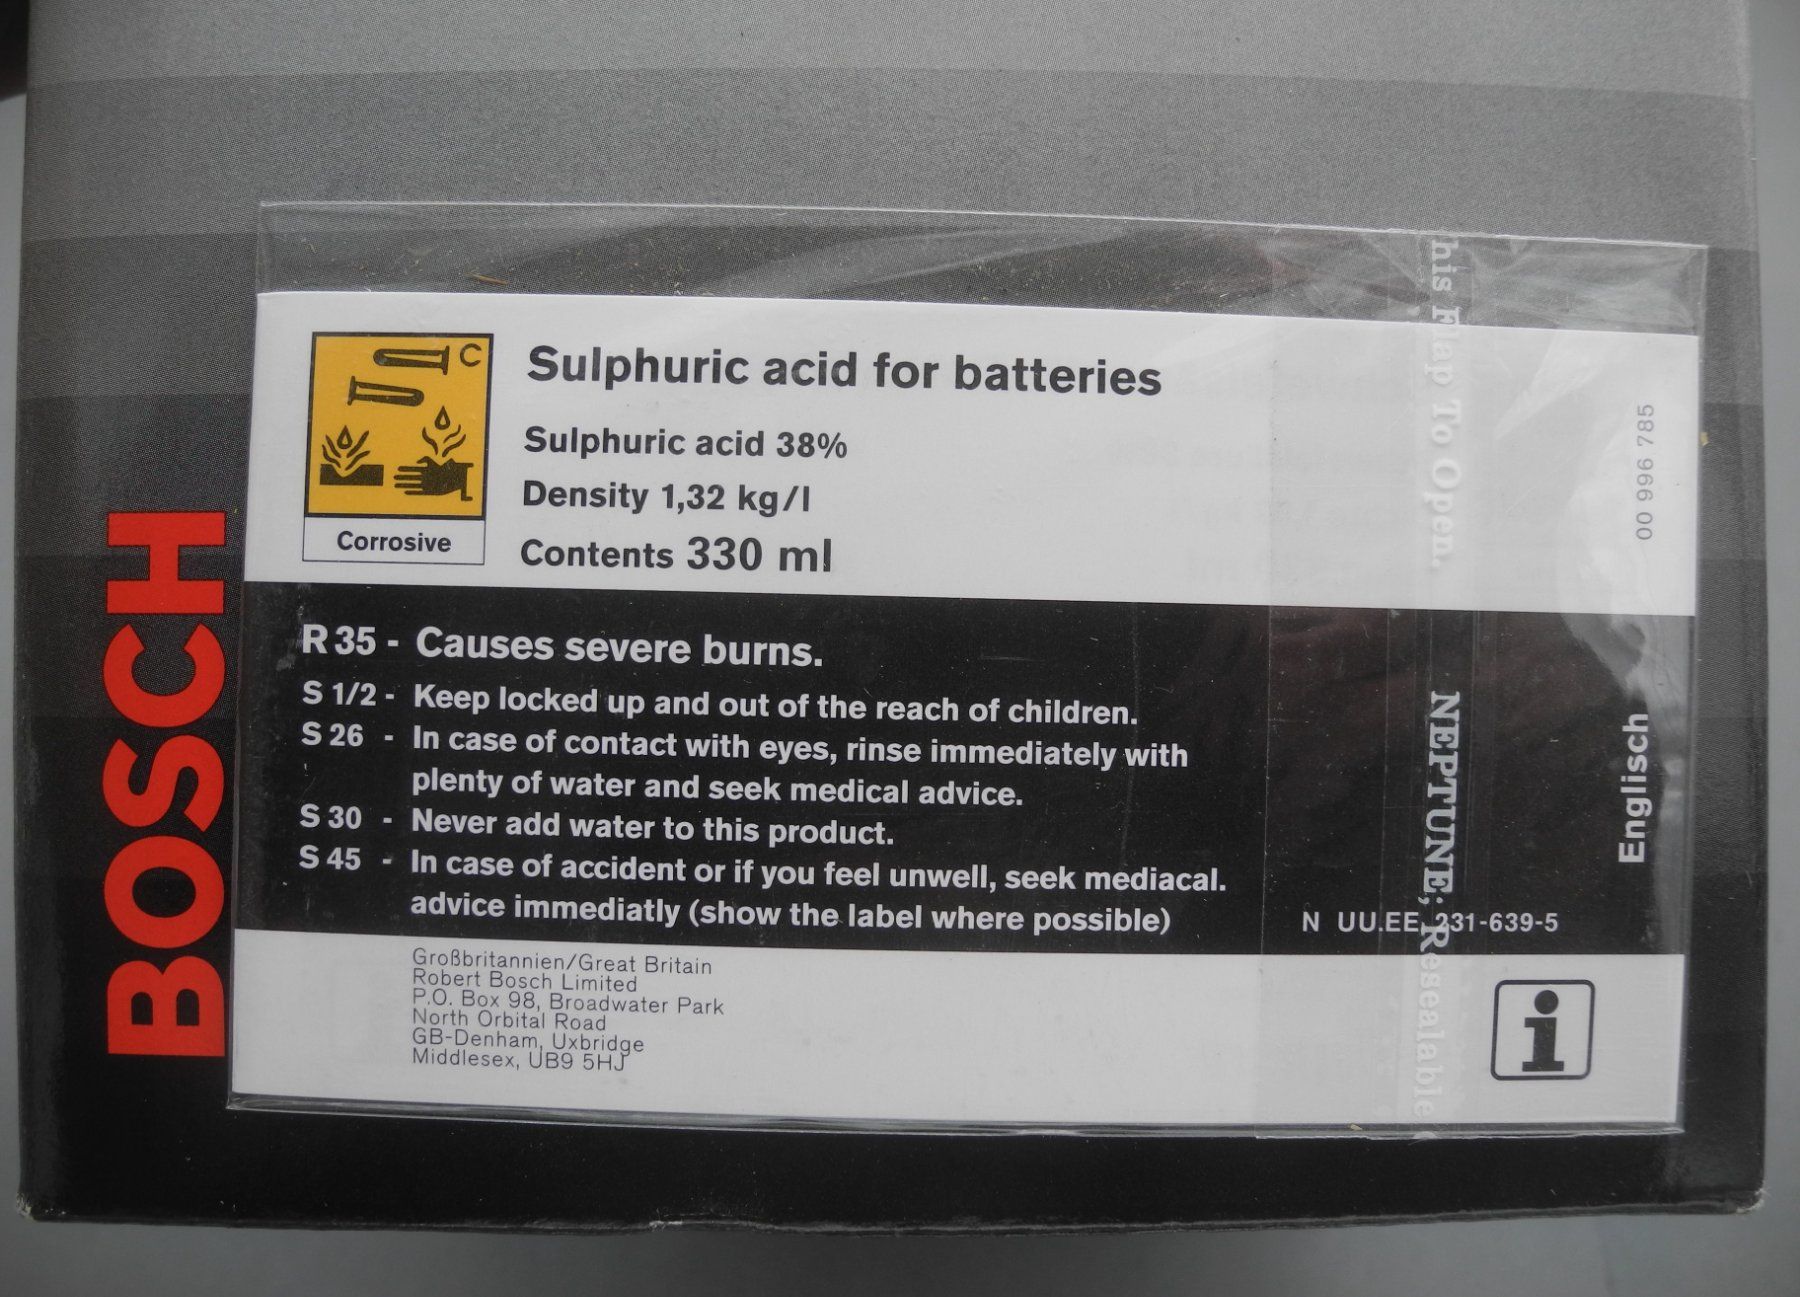 BOSCH
C
Corrosive
Sulphuric acid for batteries
Sulphuric acid 38%
Density 1,32 kg/l
Contents 330 ml
00 996 785
R 35 - Causes severe burns.
S 1/2 - Keep locked up and out of the reach of children.
S 26 - In case of contact with eyes, rinse immediately with
plenty of water and seek medical advice.
S 30 - Never add water to this product.
S 45 - In case of accident or if you feel unwell, seek mediacal.
advice immediatly (show the label where possible)
N UU.EE. 231-639-5
Englisch
Großbritannien/Great Britain
Robert Bosch Limited
P.O. Box 98, Broadwater Park
North Orbital Road
GB-Denham, Uxbridge
Middlesex, UB9 5HJ
i
his Flap To Open.
NEPTUNE; Resealable